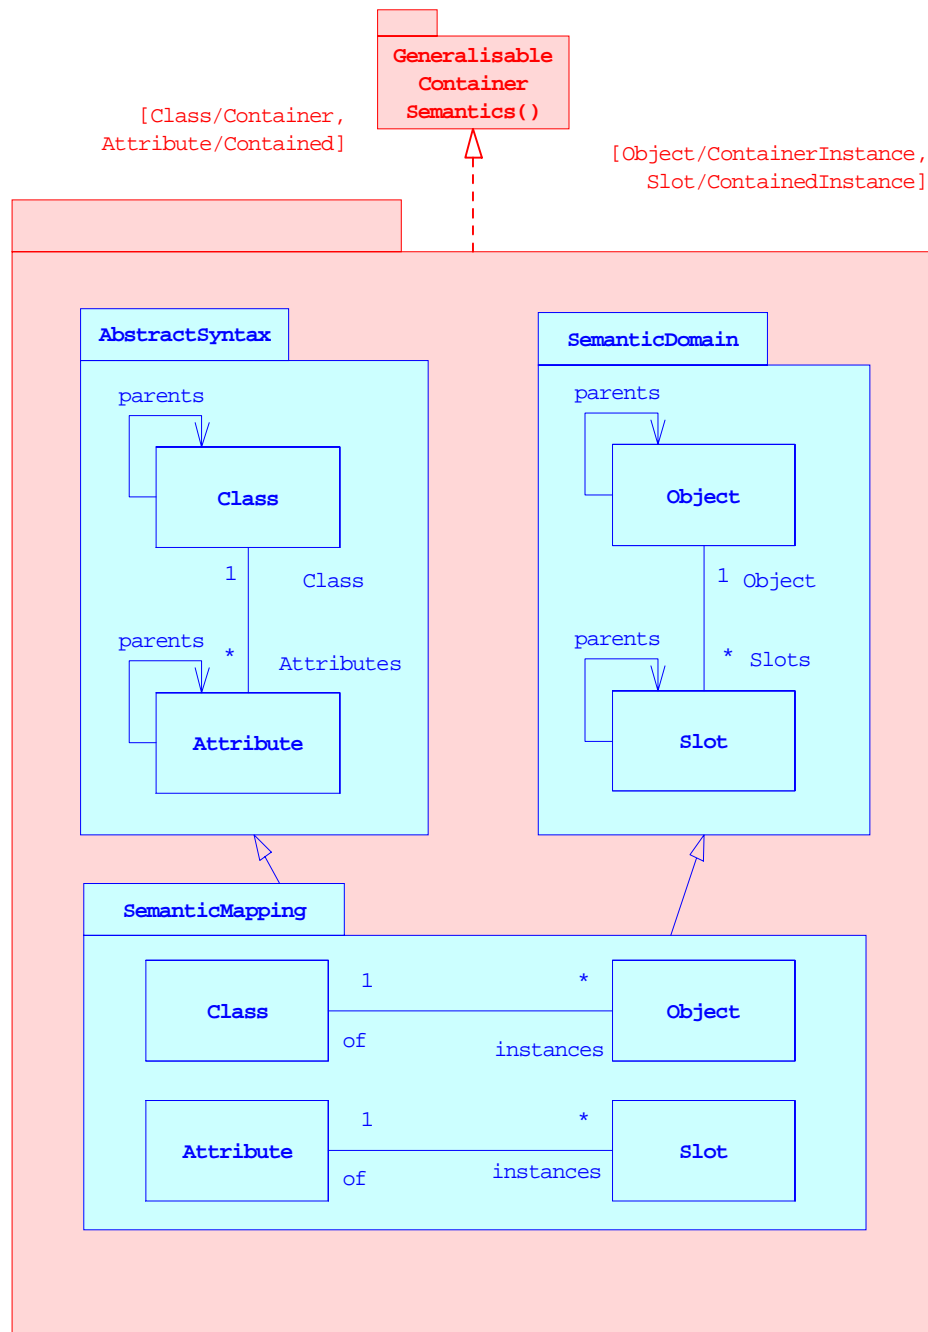 Generalisable
Container
Semantics()
[Class/Container,
Attribute/Contained]
[Object/ContainerInstance,
Slot/ContainedInstance]
AbstractSyntax
parents
Class
1
Class
parents
*
Attributes
Attribute
SemanticDomain
parents
Object
1 Object
parents
* Slots
Slot
SemanticMapping
Class
1
*
Object
of
instances
Attribute
1
*
Slot
of
instances